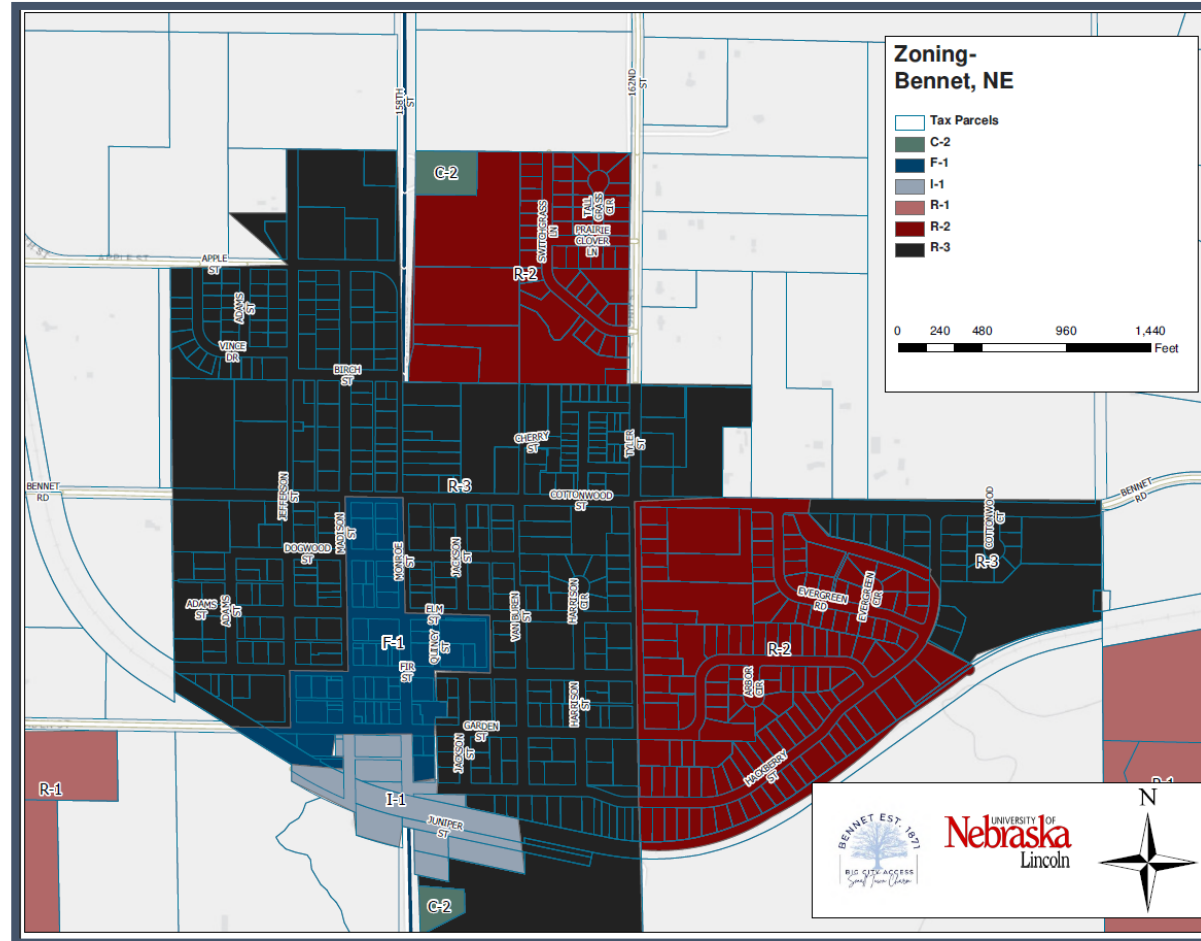 Zoning-
Bennet, NE
Tax Parcels
C-2
F-1
I-1
R-1
R-2
R-3
0 240 480 960 1,440
Feet
158TH
ST
162ND
ST
C-2
SWITCHGRASS
LN
TALL
GRASS
CIR
PRAIRIE
CLOVER
LN
R-2
APPLE ST
APPLE
ST
ADAMS
ST
VINCE
DR
BIRCH
ST
CHERRY
ST
TYLER
ST
BENNET
RD
JEFFERSON
ST
R-3
COTTONWOOD
ST
COTTONWOOD
CT
BENNET
RD
MADISON
ST
DOGWOOD
ST
MONROE
ST
JACKSON
ST
R-3
ADAMS
ST
ADAMS
ST
ELM
ST
VAN BUREN
ST
HARRISON
CIR
EVERGREEN
RD
EVERGREEN
CIR
F-1
QUINCY
ST
FIR
ST
R-2
ARBOR
CIR
HARRISON
ST
GARDEN
ST
JACKSON
ST
HACKBERRY
ST
R-1
I-1
JUNIPER
ST
R-1
C-2
BENNET EST. 1871
BIG CITY ACCESS
Small Town Charm
UNIVERSITY OF
Nebraska
Lincoln
N